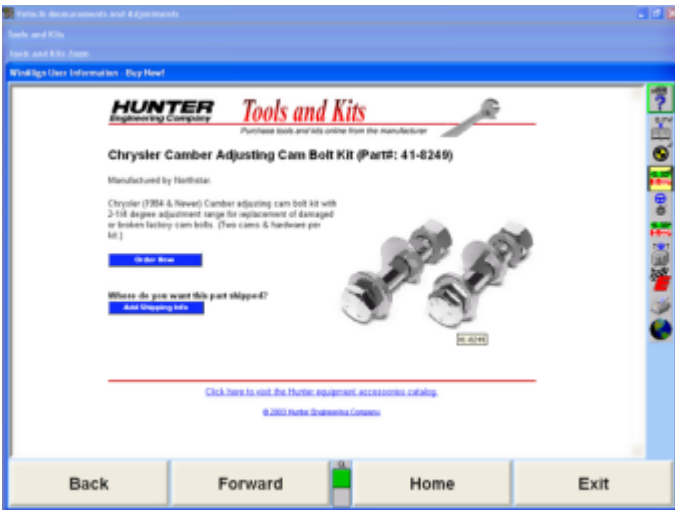 Vehicle Measurements and Adjustments
Tools and Kits
Tools and Kits
WinAlign User Information - Buy Now!
HUNTER
Engineering Company
Tools and Kits
Purchase tools and kits online from the manufacturer
Chrysler Camber Adjusting Cam Bolt Kit (Part#: 41-8249)
Manufactured by Northstar.
Chrysler (1984 & Newer) Camber adjusting cam bolt kit with
degree adjustment range for replacement of damaged
or broken factory cam bolts. (Two cams & hardware per
kit.)
Order Now
Where do you want this part shipped?
Add Shipping Info
41-8249
Click here to visit the Hunter equipment accessories catalog.
© 2003 Hunter Engineering Company
Back
Forward
Home
Exit